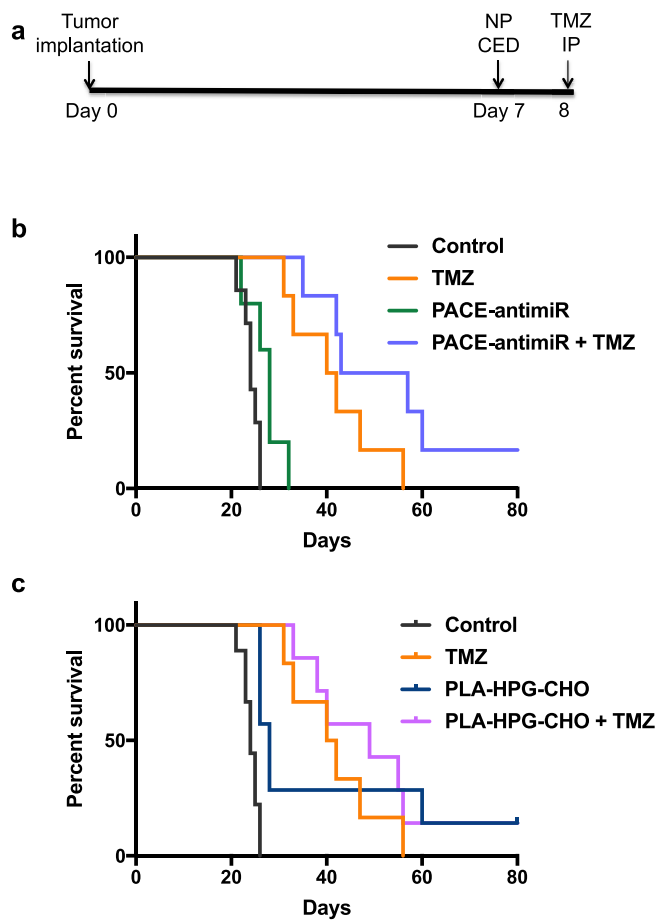 a
Tumor
implantation
NP
CED
TMZ
IP
Day 0
Day 7
8
b
Percent survival
100
50
0
0
20
40
60
80
Days
Control
TMZ
PACE-antimiR
PACE-antimiR + TMZ
c
Percent survival
100
50
0
0
20
40
60
80
Days
Control
TMZ
PLA-HPG-CHO
PLA-HPG-CHO + TMZ